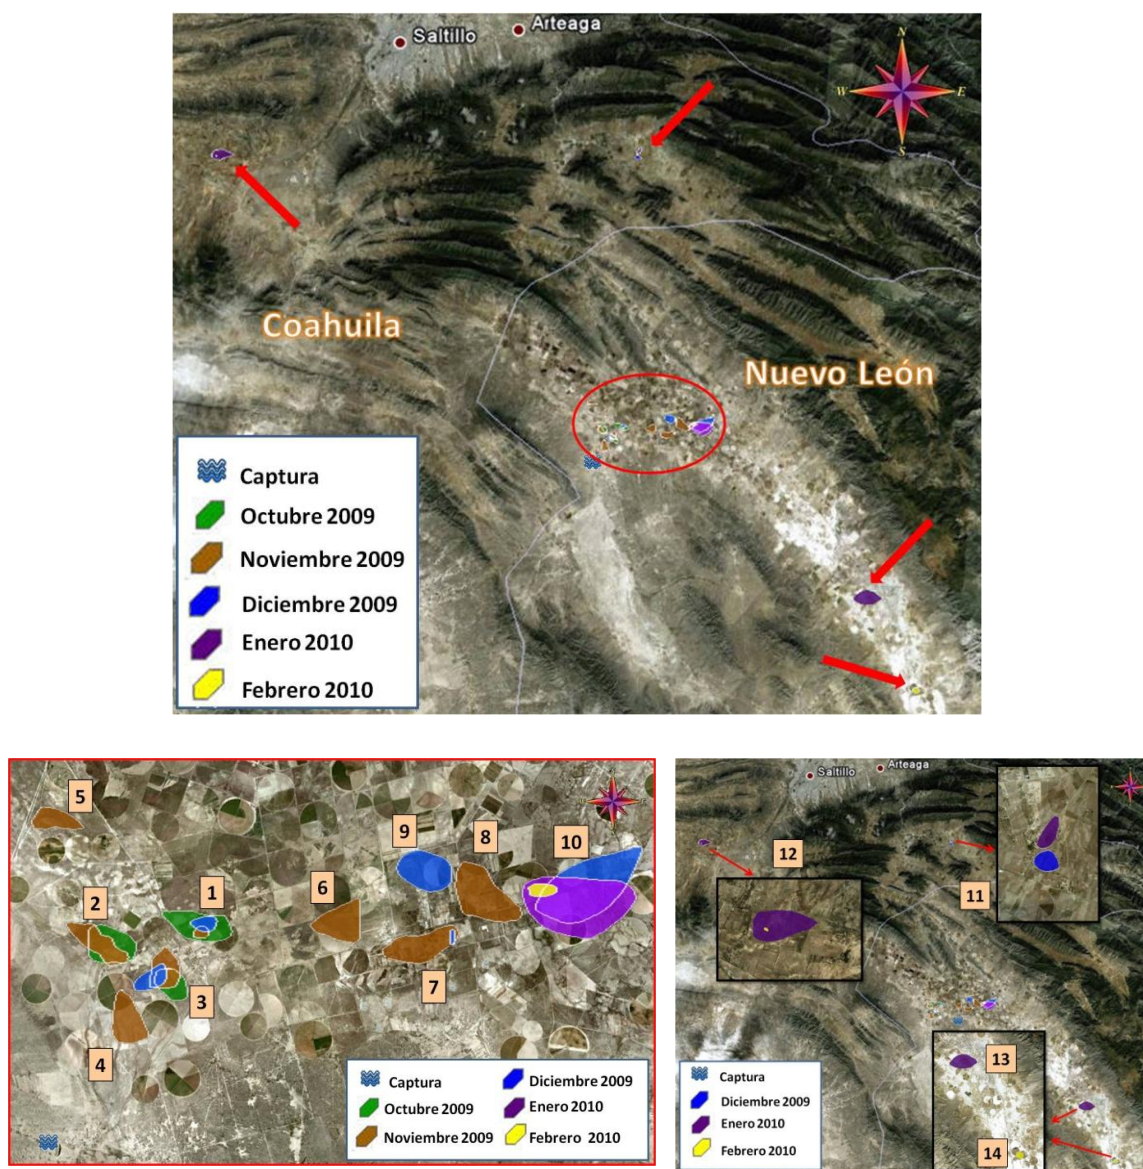 Saltillo
Arteaga
N
W
E
S
Coahuila
Nuevo León
Captura
Octubre 2009
Noviembre 2009
Diciembre 2009
Enero 2010
Febrero 2010
5
9
8
10
2
1
6
7
3
4
Captura
Octubre 2009
Noviembre 2009
Diciembre 2009
Enero 2010
Febrero 2010
Saltillo
Arteaga
12
11
13
14
Captura
Diciembre 2009
Enero 2010
Febrero 2010